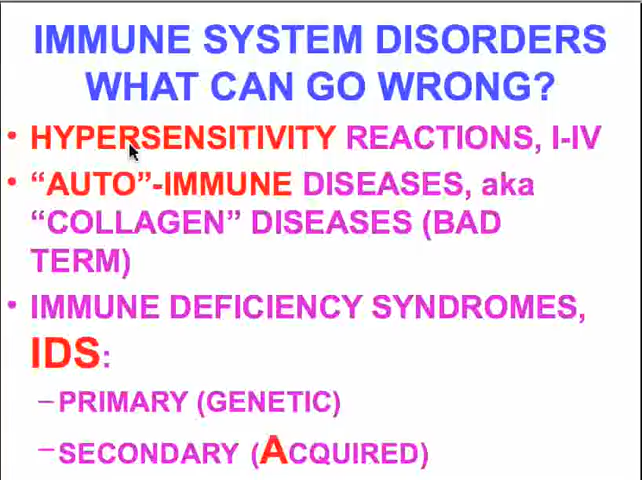 IMMUNE SYSTEM DISORDERS
WHAT CAN GO WRONG?
• HYPERSENSITIVITY REACTIONS, I-IV
• “AUTO”-IMMUNE DISEASES, aka
“COLLAGEN” DISEASES (BAD
TERM)
• IMMUNE DEFICIENCY SYNDROMES,
IDS:
–PRIMARY (GENETIC)
–SECONDARY (ACQUIRED)